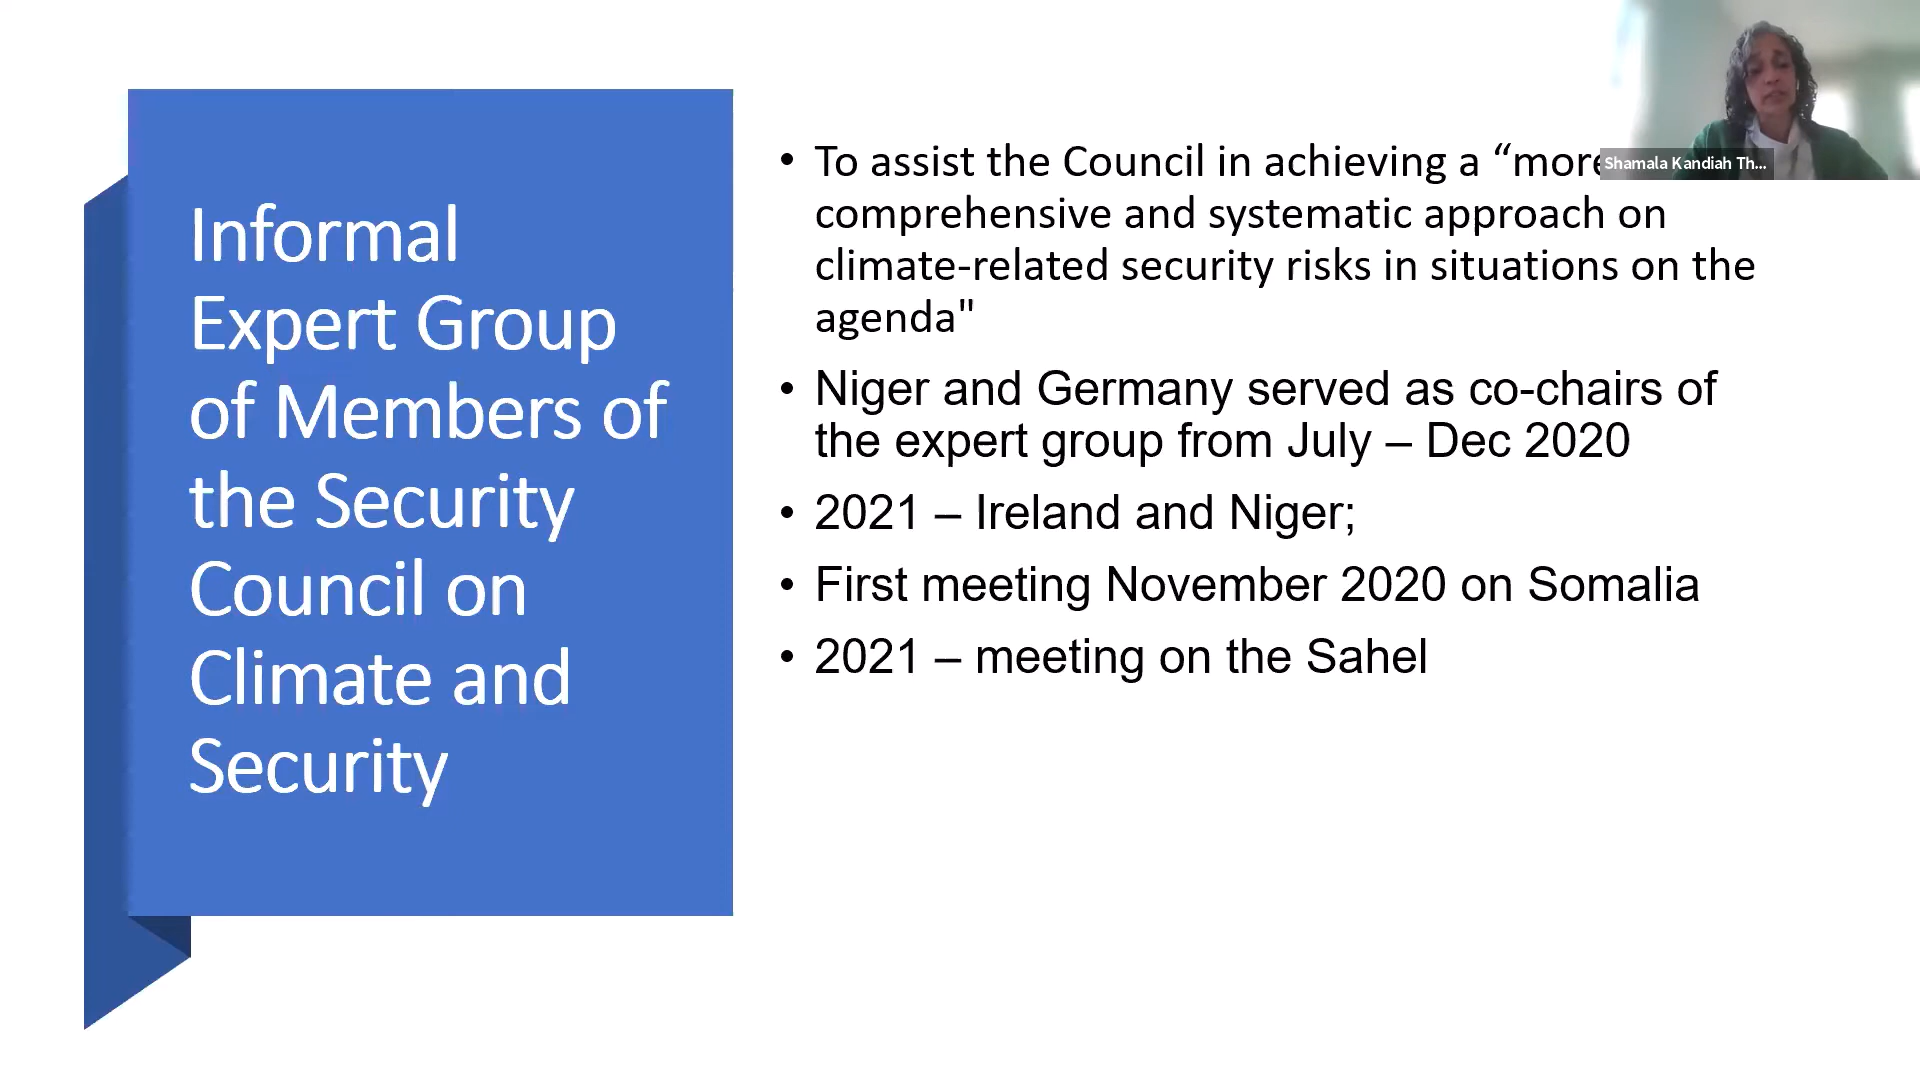 Informal
Expert Group
of Members of
the Security
Council on
Climate and
Security
• To assist the Council in achieving a “more
comprehensive and systematic approach on
climate-related security risks in situations on the
agenda"
• Niger and Germany served as co-chairs of
the expert group from July – Dec 2020
• 2021 – Ireland and Niger;
• First meeting November 2020 on Somalia
• 2021 – meeting on the Sahel
Shamala Kandiah Th...